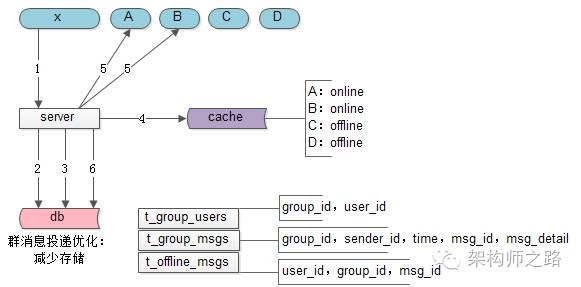 x
A
B
C
D
1
5
5
A：online
B：online
C：offline
D：offline
server
4
cache
2
3
6
db
群消息投递优化：
减少存储
t_group_users
group_id，user_id
t_group_msgs
group_id，sender_id，time，msg_id，msg_detail
t_offline_msgs
user_id，group_id，msg_id
架构师之路